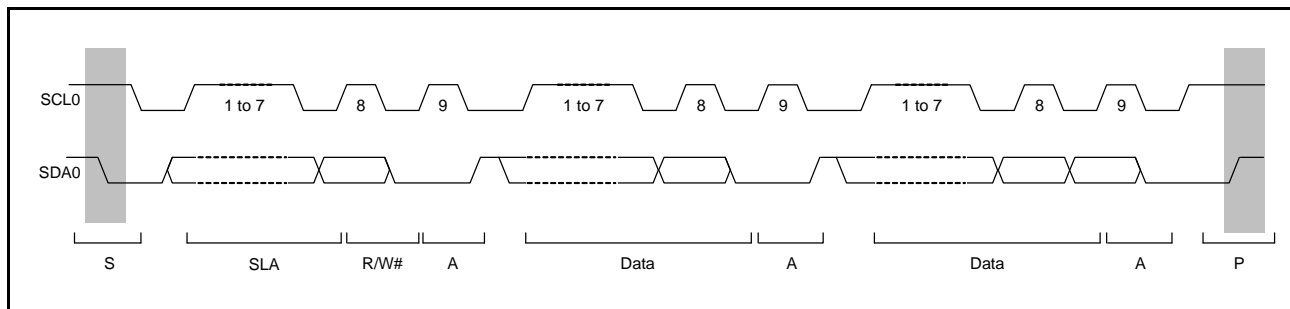 SCL0 1 to 7 8 9 1 to 7 8 9 1 to 7 8 9
SDA0
S SLA R/W# A Data A Data A P